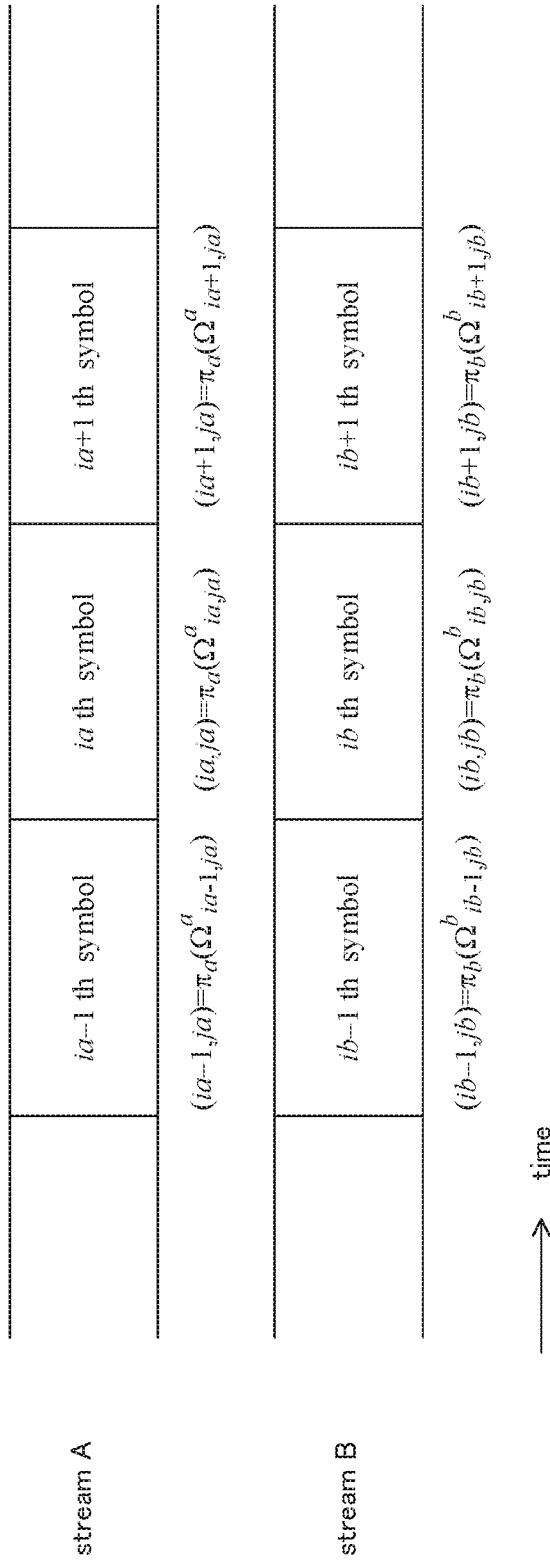 stream A
ia−1 th symbol
ia th symbol
ia+1 th symbol
(ia−1,ja)=π_a(Ω^a_{ia-1,ja})
(ia,ja)=π_a(Ω^a_{ia,ja})
(ia+1,ja)=π_a(Ω^a_{ia+1,ja})
stream B
ib−1 th symbol
ib th symbol
ib+1 th symbol
(ib−1,jb)=π_b(Ω^b_{ib-1,jb})
(ib,jb)=π_b(Ω^b_{ib,jb})
(ib+1,jb)=π_b(Ω^b_{ib+1,jb})
time